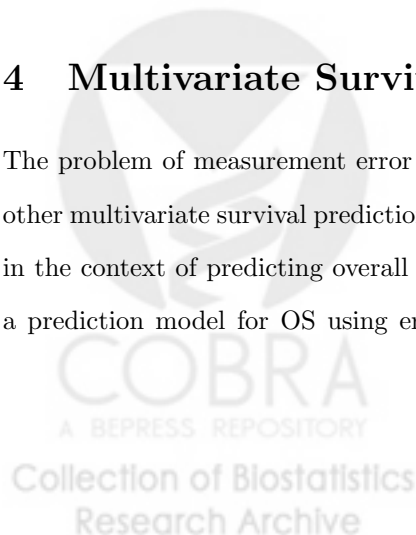 4 Multivariate Survi
The problem of measurement error
other multivariate survival predictio
in the context of predicting overall
a prediction model for OS using er
COBRA
A BEPRESS REPOSITORY
Collection of Biostatistics
Research Archive